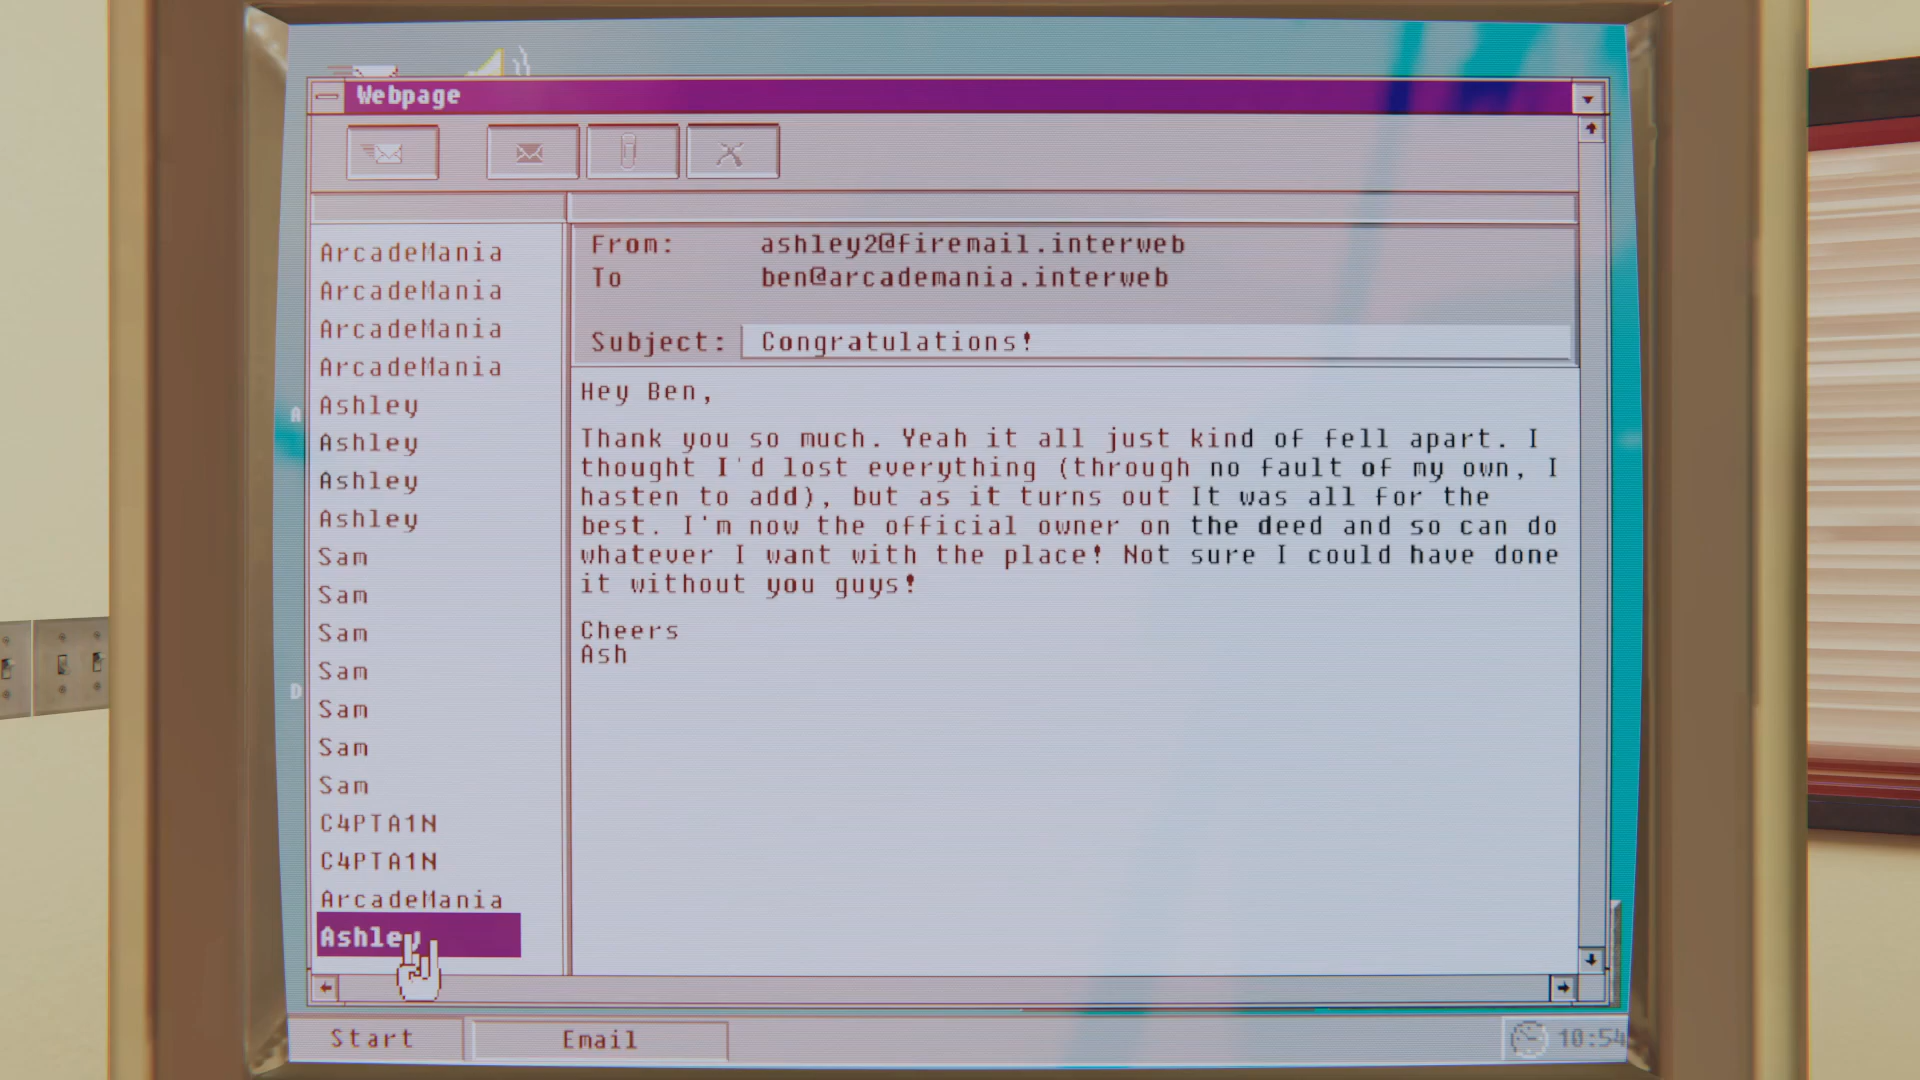 Webpage
ArcadeMania
ArcadeMania
ArcadeMania
ArcadeMania
Ashley
Ashley
Ashley
Ashley
Sam
Sam
Sam
Sam
Sam
Sam
Sam
C4PTA1N
C4PTA1N
ArcadeMania
Ashley
From: ashley2@firemail.interweb
To ben@arcademania.interweb
Subject: Congratulations!
Hey Ben,
Thank you so much. Yeah it all just kind of fell apart. I
thought I'd lost everything (through no fault of my own, I
hasten to add), but as it turns out It was all for the
best. I'm now the official owner on the deed and so can do
whatever I want with the place! Not sure I could have done
it without you guys!
Cheers
Ash
A
D
Start
Email
10:54